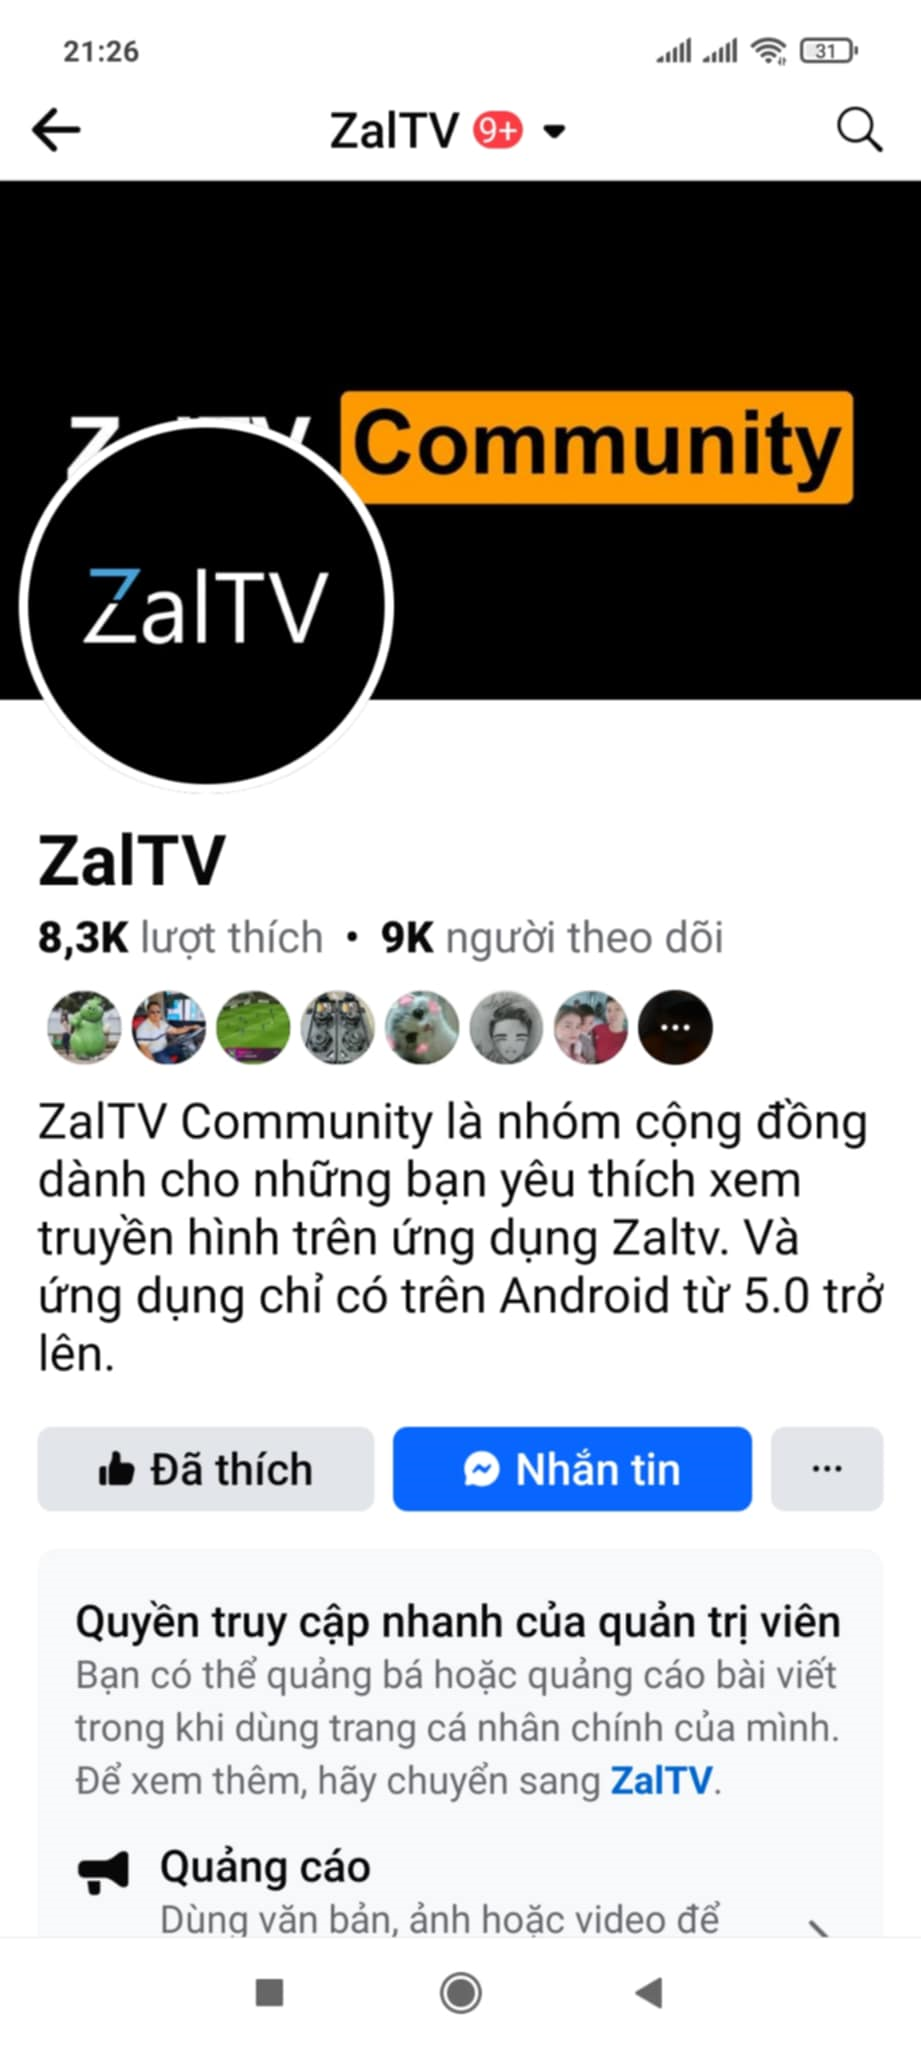 21:26
31
ZalTV 9+
Community
ZalTV
ZalTV
8,3K lượt thích • 9K người theo dõi
ZalTV Community là nhóm cộng đồng
dành cho những bạn yêu thích xem
truyền hình trên ứng dụng Zaltv. Và
ứng dụng chỉ có trên Android từ 5.0 trở
lên.
Đã thích
Nhắn tin
...
Quyền truy cập nhanh của quản trị viên
Bạn có thể quảng bá hoặc quảng cáo bài viết
trong khi dùng trang cá nhân chính của mình.
Để xem thêm, hãy chuyển sang ZalTV.
Quảng cáo
Dùng văn bản, ảnh hoặc video để